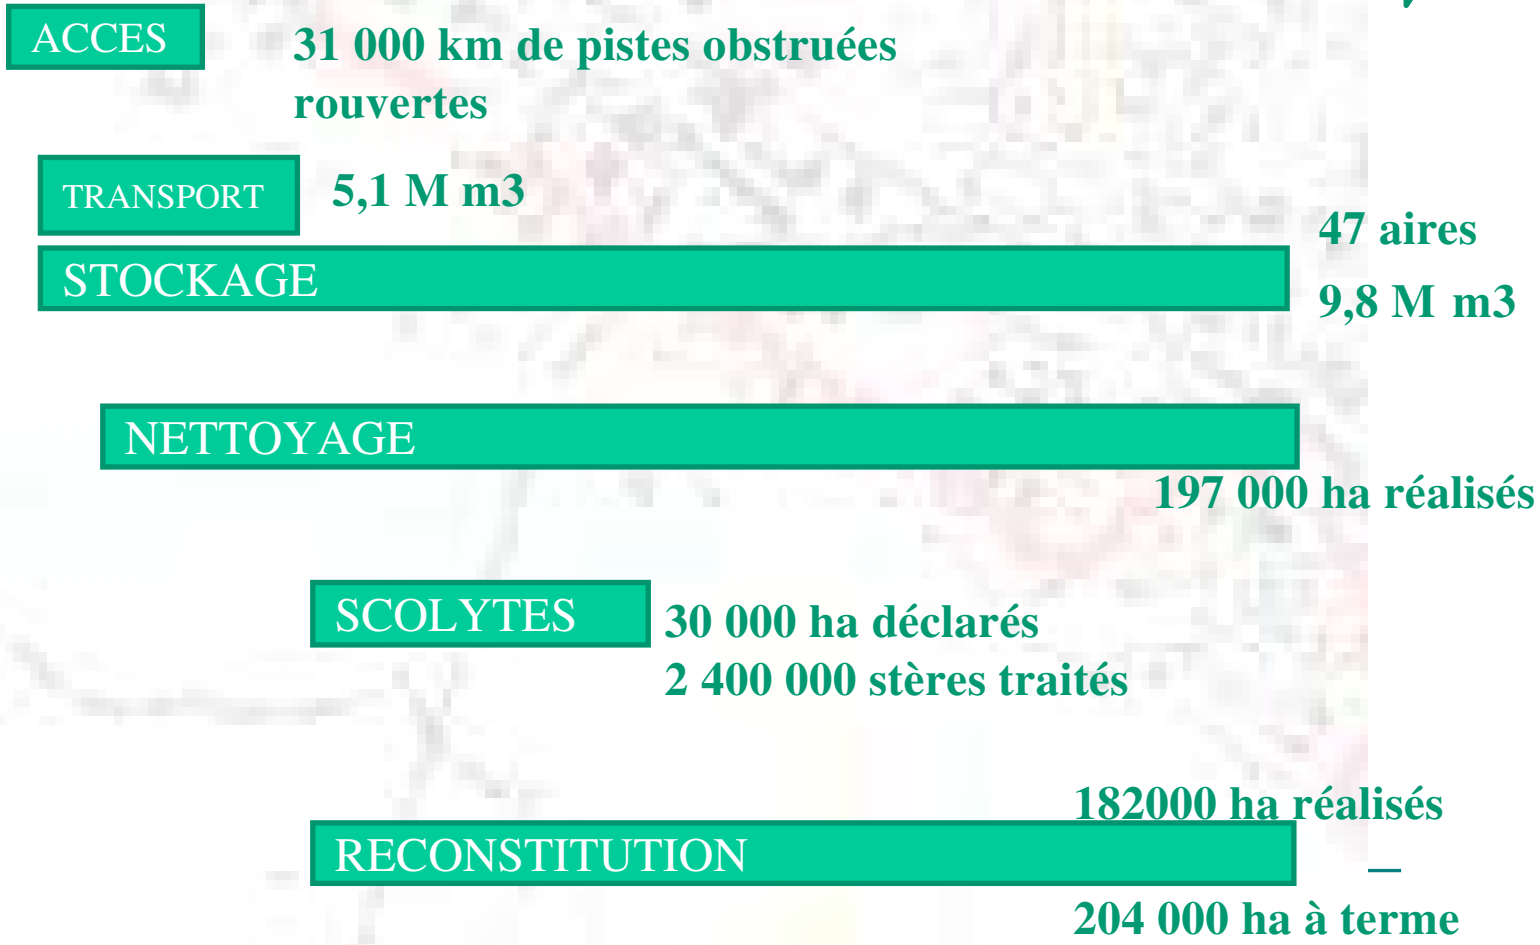 ACCES
31 000 km de pistes obstruées
rouvertes
TRANSPORT
5,1 M m3
47 aires
STOCKAGE
9,8 M m3
NETTOYAGE
197 000 ha réalisés
SCOLYTES
30 000 ha déclarés
2 400 000 stères traités
182000 ha réalisés
RECONSTITUTION
204 000 ha à terme